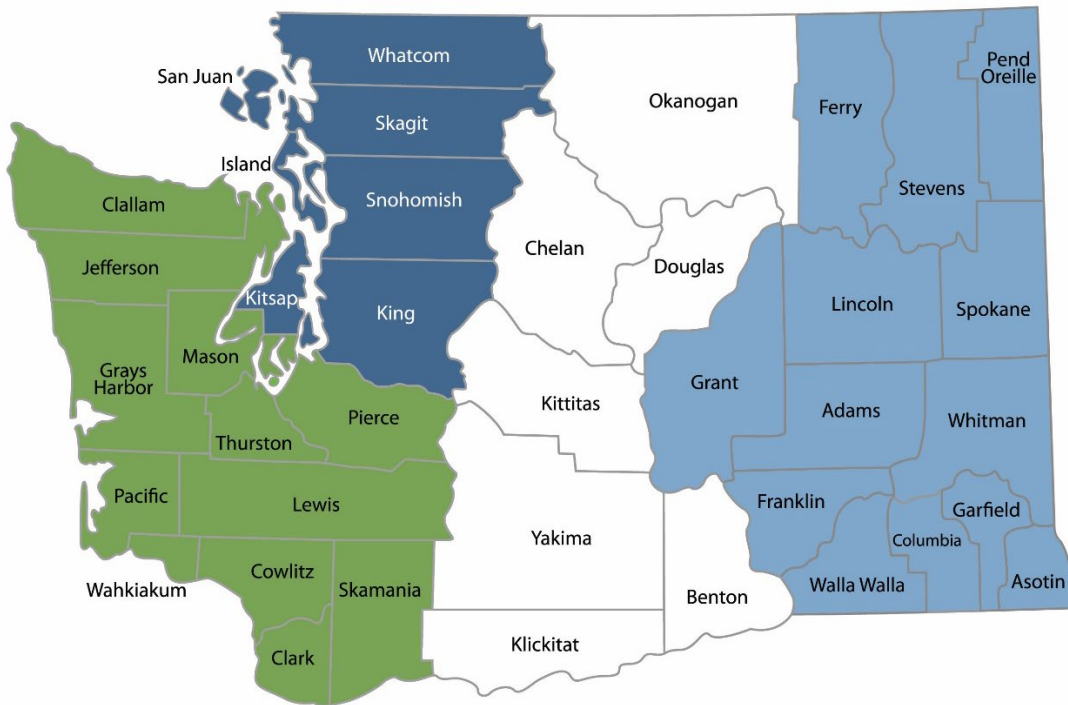 Whatcom
San Juan
Skagit
Okanogan
Ferry
Pend
Oreille
Island
Stevens
Clallam
Snohomish
Chelan
Douglas
Jefferson
Kitsap
King
Lincoln
Spokane
Mason
Grays
Harbor
Grant
Kittitas
Pierce
Adams
Whitman
Thurston
Pacific
Lewis
Franklin
Garfield
Yakima
Columbia
Wahkiakum
Cowlitz
Skamania
Benton
Walla Walla
Asotin
Clark
Klickitat